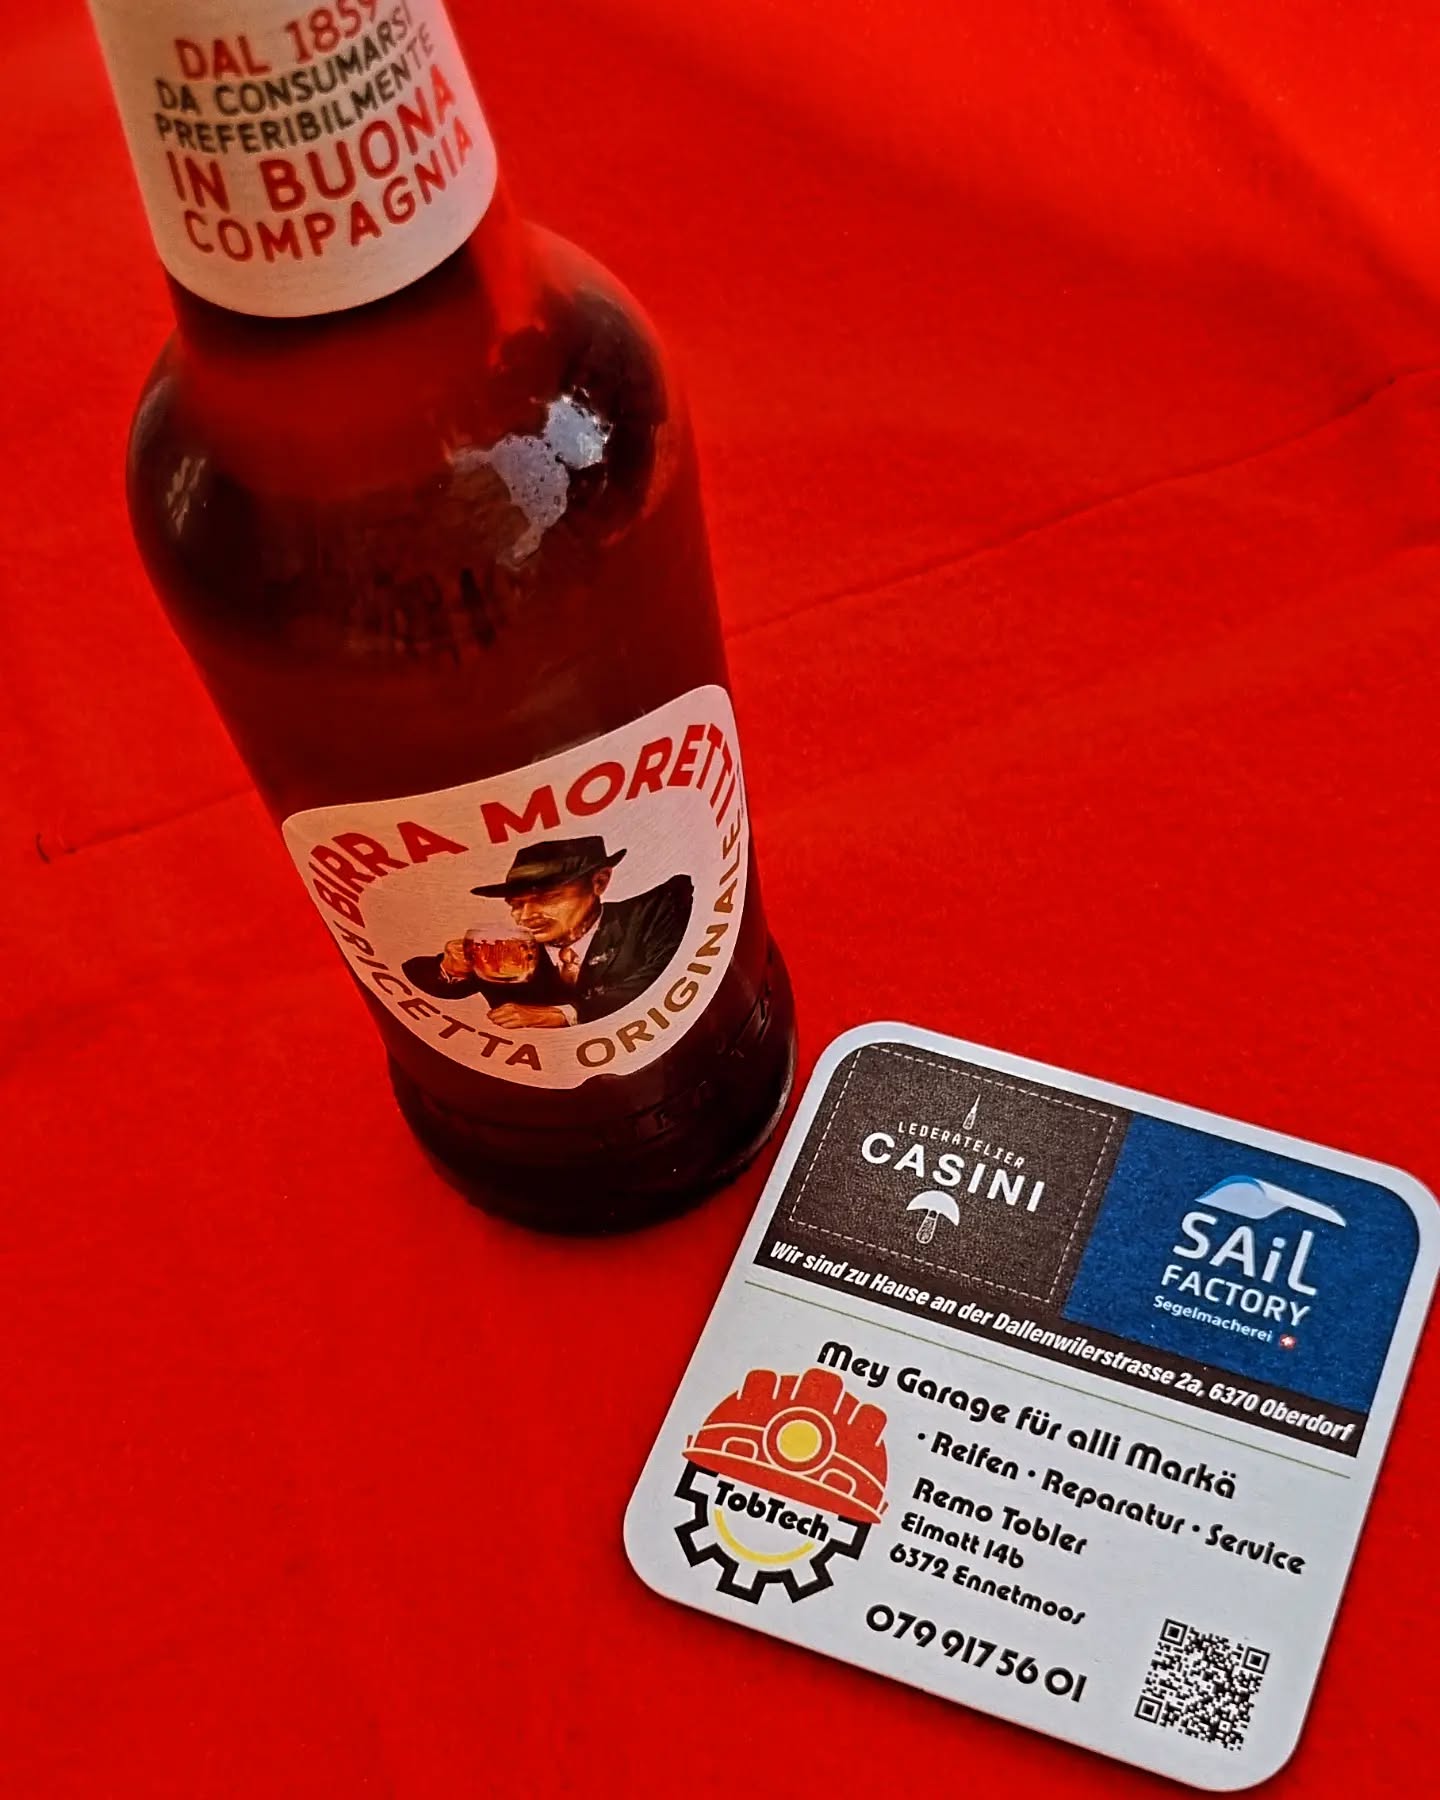 DAL 1859
DA CONSUMARSI
PREFERIBILMENTE
IN BUONA
COMPAGNIA
BIRRA MORETTI
RICETTA ORIGINALE
LEDERATELIER
CASINI
SAiL
FACTORY
Segelmacherei
Wir sind zu Hause an der Dallenwilerstrasse 2a, 6370 Oberdorf
Mey Garage für alli Markä
• Reifen • Reparatur • Service
TobTech
Remo Tobler
Eimatt 14b
6372 Ennetmoos
079 917 56 01